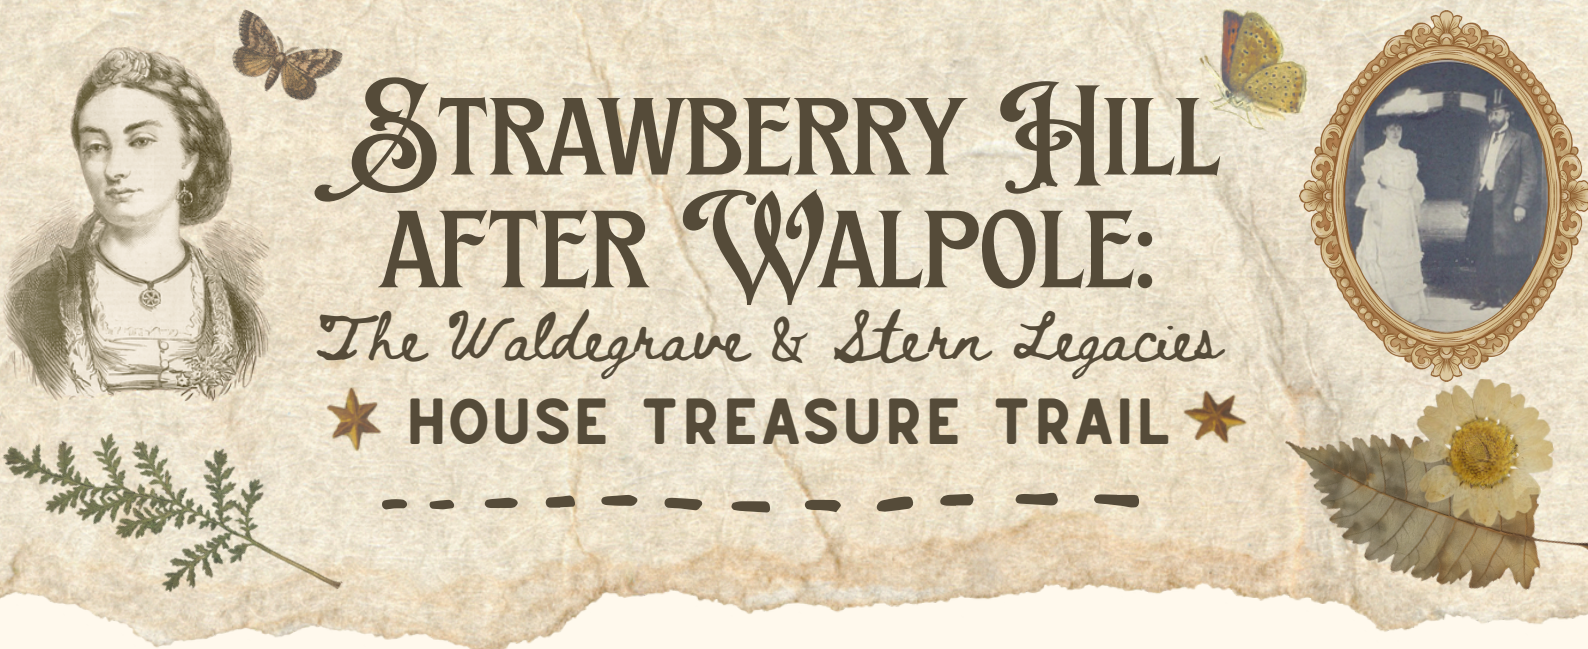 Strawberry Hill
after Walpole:
The Waldegrave & Stern Legacies
HOUSE TREASURE TRAIL